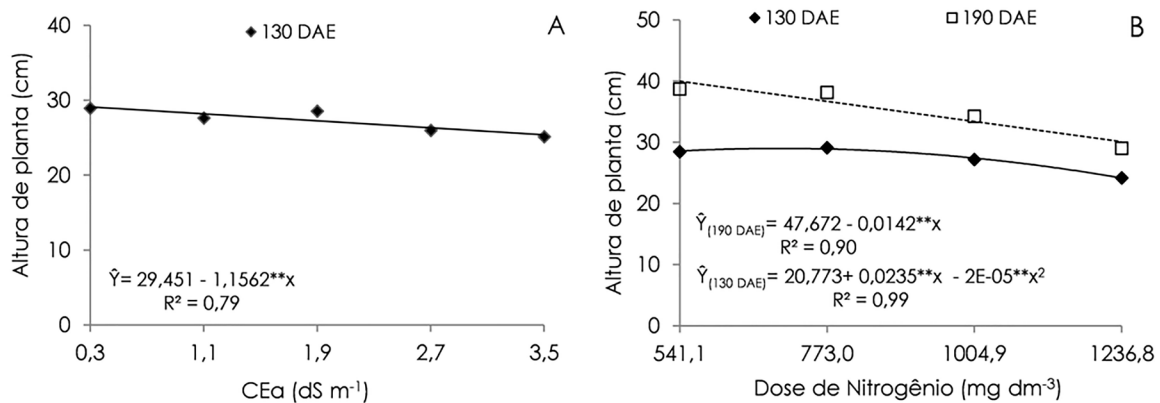 A
130 DAE
Altura de planta (cm)
40
30
20
10
0
Ŷ= 29,451 - 1,1562**x
R² = 0,79
0,3 1,1 1,9 2,7 3,5
CEa (dS m⁻¹)
B
130 DAE 190 DAE
Altura de planta (cm)
50
40
30
20
10
0
Ŷ(190 DAE)= 47,672 - 0,0142**x
R² = 0,90
Ŷ(130 DAE)= 20,773+ 0,0235**x - 2E-05**x²
R² = 0,99
541,1 773,0 1004,9 1236,8
Dose de Nitrogênio (mg dm⁻³)